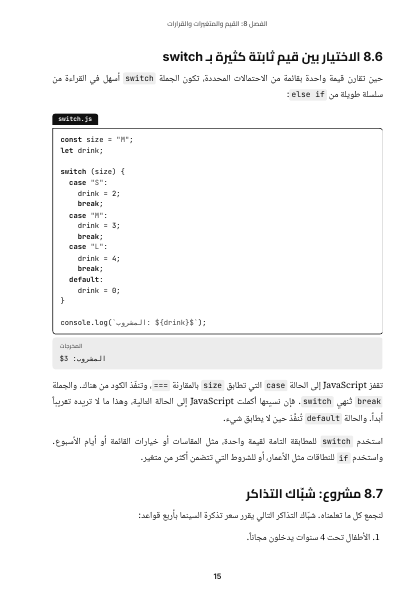 الفصل 8: القيم والمتغيرات والقرارات
8.6 الاختيار بين قيم ثابتة كثيرة بـ switch
حين تقارن قيمة واحدة بقائمة من الاحتمالات المحددة، تكون الجملة switch أسهل في القراءة من
سلسلة طويلة من else if:
switch.js
const size = "M";
let drink;
switch (size) {
case "S":
drink = 2;
break;
case "M":
drink = 3;
break;
case "L":
drink = 4;
break;
default:
drink = 0;
}
console.log(`المشروب: ${drink}$`);
المخرجات
المشروب: 3$
تقفز JavaScript إلى الحالة case التي تطابق size بالمقارنة ===، وتنفّذ الكود من هناك. والجملة
break تُنهي switch. فإن نسيتها أكملت JavaScript إلى الحالة التالية، وهذا ما لا تريده تقريباً
أبداً. والحالة default تُنفَّذ حين لا يطابق شيء.
استخدم switch للمطابقة التامة لقيمة واحدة، مثل المقاسات أو خيارات القائمة أو أيام الأسبوع.
واستخدم if للنطاقات مثل الأعمار، أو للشروط التي تتضمن أكثر من متغير.
8.7 مشروع: شبّاك التذاكر
لنجمع كل ما تعلمناه. شبّاك التذاكر التالي يقرر سعر تذكرة السينما بأربع قواعد:
1. الأطفال تحت 4 سنوات يدخلون مجاناً.
15